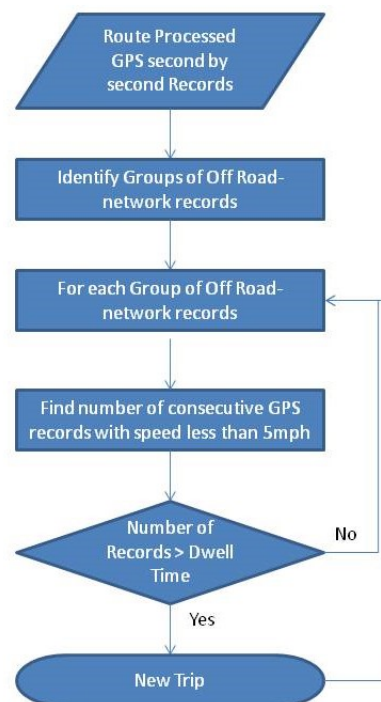 Route Processed
GPS second by
second Records
Identify Groups of Off Road-
network records
For each Group of Off Road-
network records
Find number of consecutive GPS
records with speed less than 5mph
Number of
Records > Dwell
Time
No
Yes
New Trip